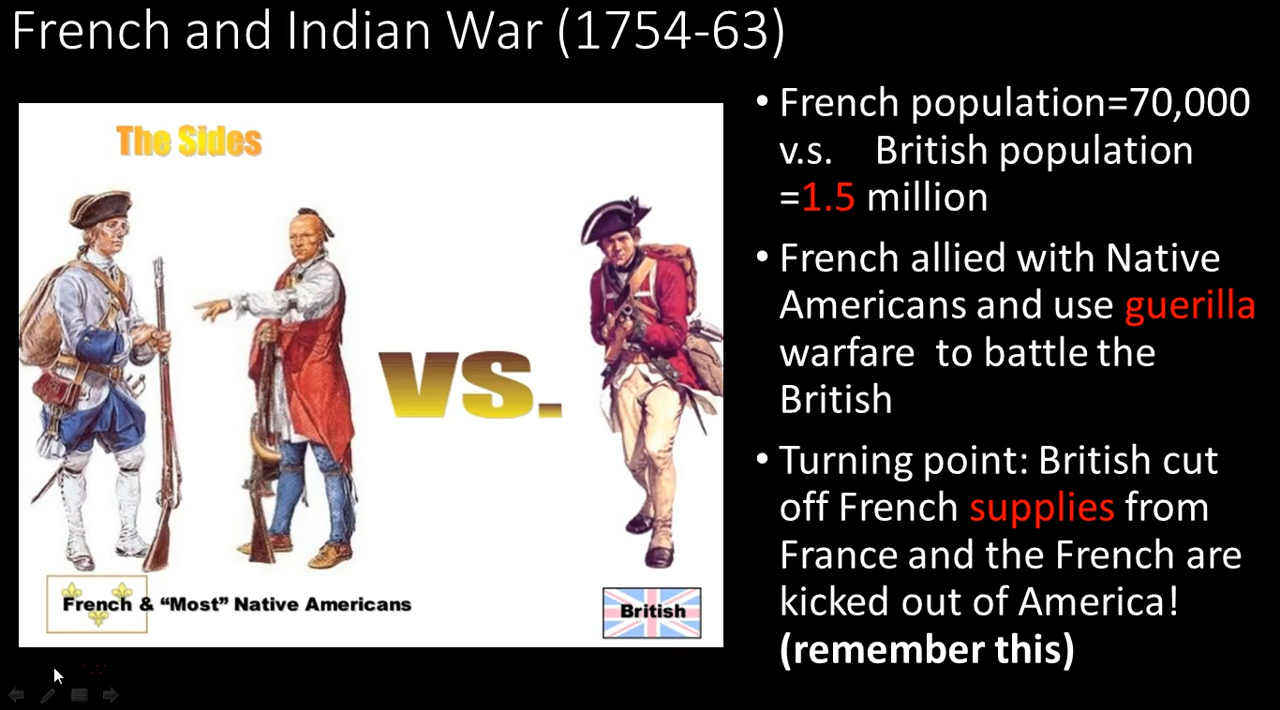 French and Indian War (1754-63)
The Sides
vs.
French & “Most” Native Americans
British
• French population=70,000
v.s. British population
=1.5 million
• French allied with Native
Americans and use guerilla
warfare to battle the
British
• Turning point: British cut
off French supplies from
France and the French are
kicked out of America!
(remember this)